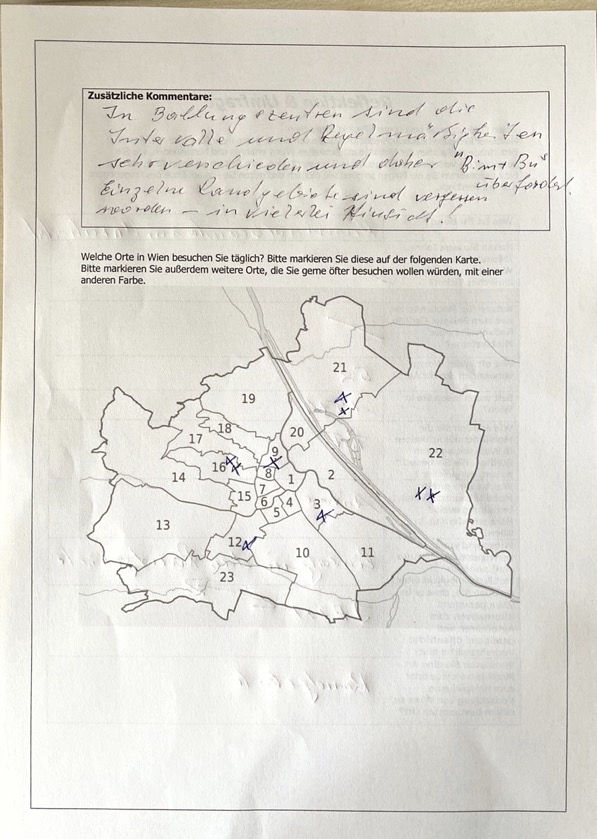 Zusätzliche Kommentare:
In Ballungszentren sind die
Intervalle und Regelmäßigkeiten
sehr verschieden und daher "Bim + Bus"
überfordert.
Einzelne Randgebiete sind vergessen
worden – in vielerlei Hinsicht!
Welche Orte in Wien besuchen Sie täglich? Bitte markieren Sie diese auf der folgenden Karte.
Bitte markieren Sie außerdem weitere Orte, die Sie gerne öfter besuchen wollen würden, mit einer
anderen Farbe.
21
19
20
18
17
9
22
16
8
1
2
14
7
15
6
4
3
5
13
12
10
11
23